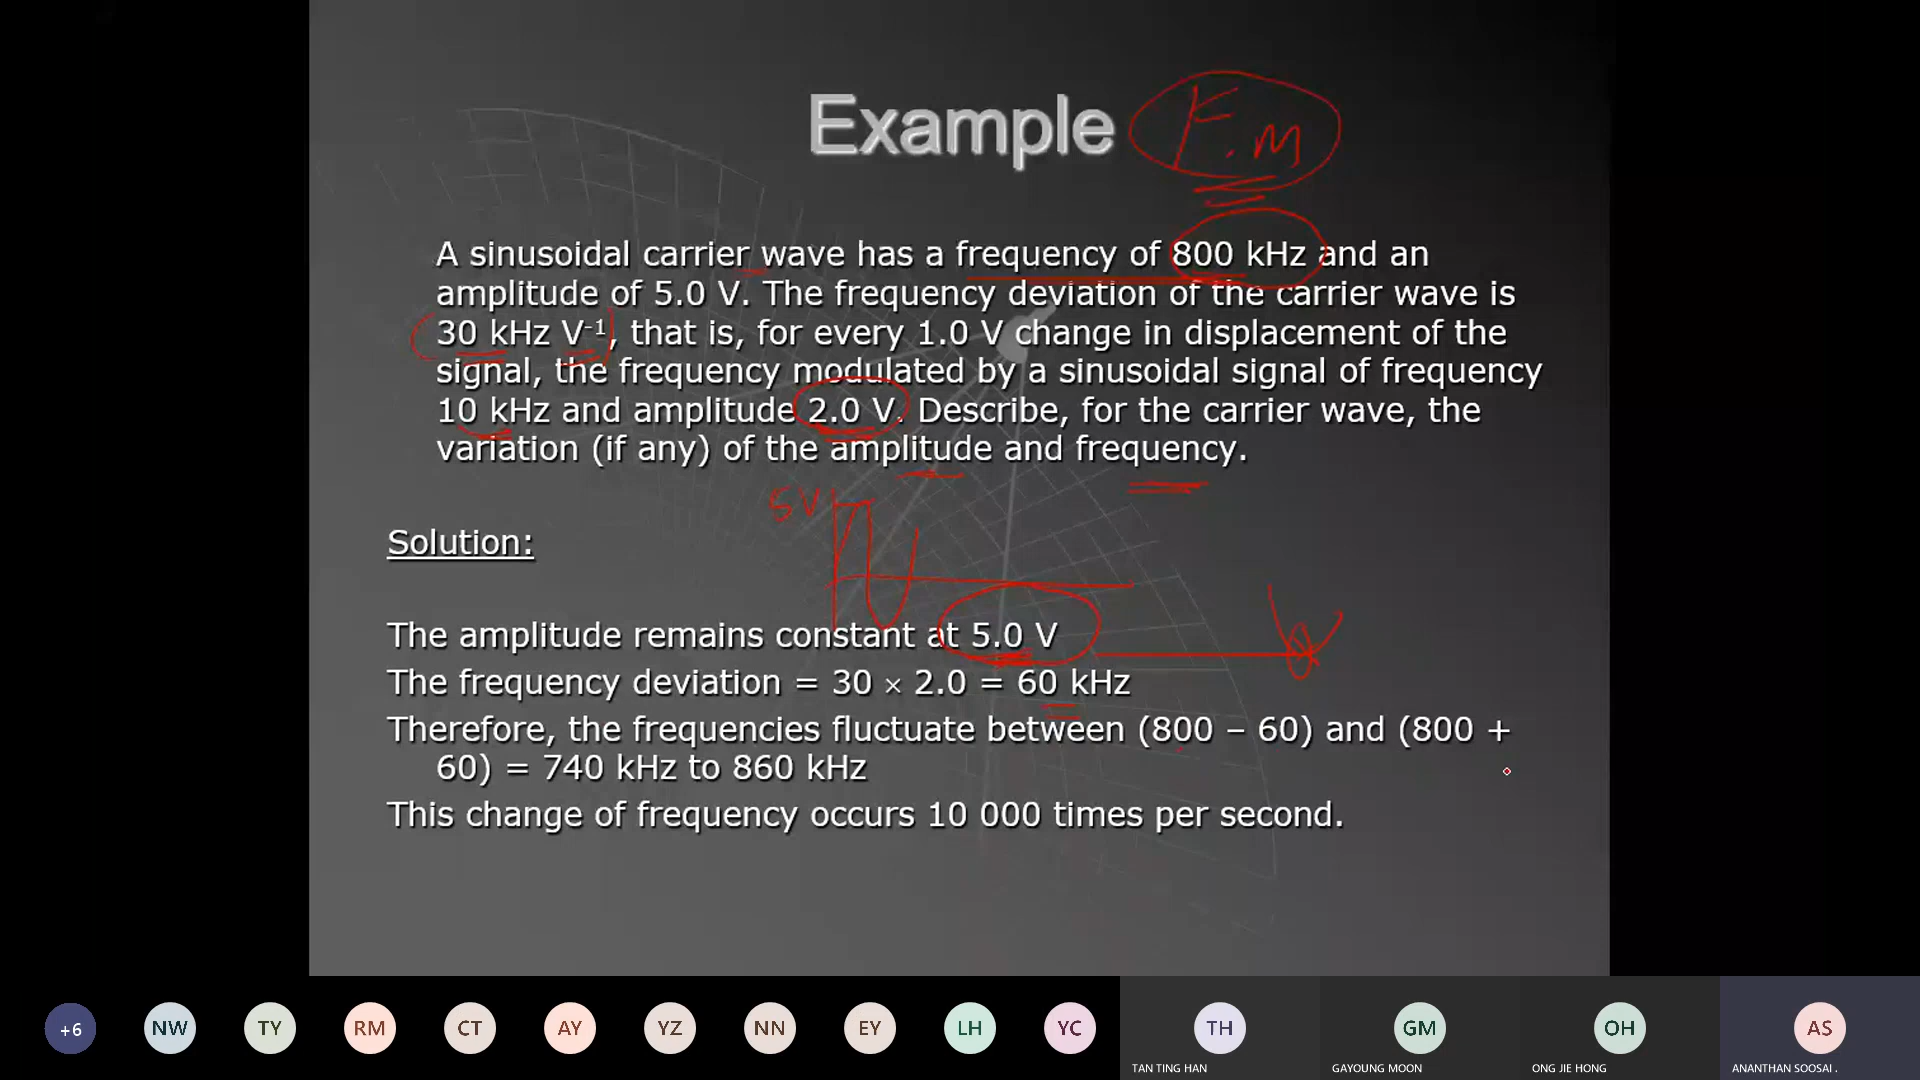 Example F.M
A sinusoidal carrier wave has a frequency of 800 kHz and an
amplitude of 5.0 V. The frequency deviation of the carrier wave is
30 kHz V⁻¹, that is, for every 1.0 V change in displacement of the
signal, the frequency modulated by a sinusoidal signal of frequency
10 kHz and amplitude 2.0 V. Describe, for the carrier wave, the
variation (if any) of the amplitude and frequency.
5V
Solution:
The amplitude remains constant at 5.0 V
The frequency deviation = 30 × 2.0 = 60 kHz
Therefore, the frequencies fluctuate between (800 – 60) and (800 +
60) = 740 kHz to 860 kHz
This change of frequency occurs 10 000 times per second.
+6 NW TY RM CT AY YZ NN EY LH YC TH GM OH AS
TAN TING HAN GAYOUNG MOON ONG JIE HONG ANANTHAN SOOSAI .